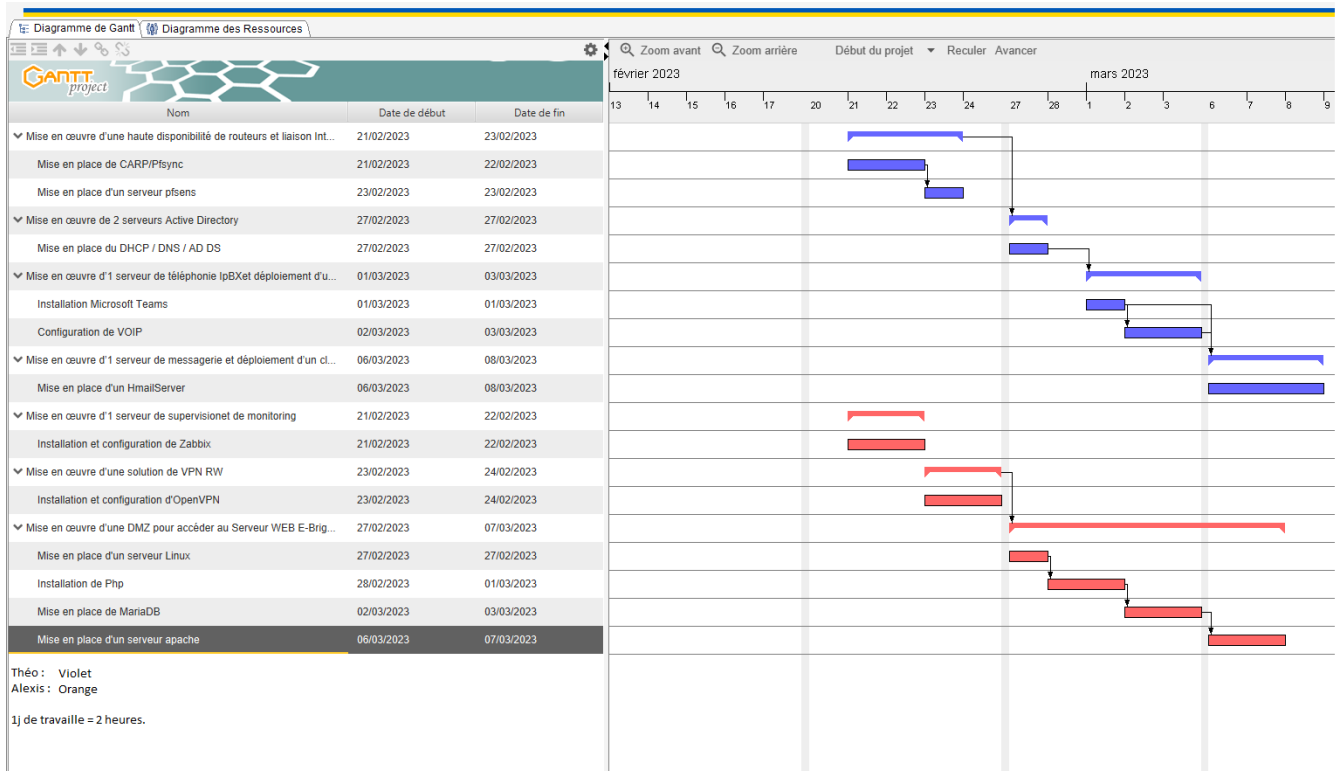 Diagramme de Gantt Diagramme des Ressources
Zoom avant Zoom arrière Début du projet Reculer Avancer
GANTT project
février 2023 mars 2023
13 14 15 16 17 20 21 22 23 24 27 28 1 2 3 6 7 8 9
Nom Date de début Date de fin
Mise en œuvre d'une haute disponibilité de routeurs et liaison Int... 21/02/2023 23/02/2023
Mise en place de CARP/Pfsync 21/02/2023 22/02/2023
Mise en place d'un serveur pfsens 23/02/2023 23/02/2023
Mise en œuvre de 2 serveurs Active Directory 27/02/2023 27/02/2023
Mise en place du DHCP / DNS / AD DS 27/02/2023 27/02/2023
Mise en œuvre d'1 serveur de téléphonie IpBXet déploiement d'u... 01/03/2023 03/03/2023
Installation Microsoft Teams 01/03/2023 01/03/2023
Configuration de VOIP 02/03/2023 03/03/2023
Mise en œuvre d'1 serveur de messagerie et déploiement d'un cl... 06/03/2023 08/03/2023
Mise en place d'un HmailServer 06/03/2023 08/03/2023
Mise en œuvre d'1 serveur de supervisionet de monitoring 21/02/2023 22/02/2023
Installation et configuration de Zabbix 21/02/2023 22/02/2023
Mise en œuvre d'une solution de VPN RW 23/02/2023 24/02/2023
Installation et configuration d'OpenVPN 23/02/2023 24/02/2023
Mise en œuvre d'une DMZ pour accéder au Serveur WEB E-Brig... 27/02/2023 07/03/2023
Mise en place d'un serveur Linux 27/02/2023 27/02/2023
Installation de Php 28/02/2023 01/03/2023
Mise en place de MariaDB 02/03/2023 03/03/2023
Mise en place d'un serveur apache 06/03/2023 07/03/2023
Théo : Violet
Alexis : Orange
1j de travaille = 2 heures.